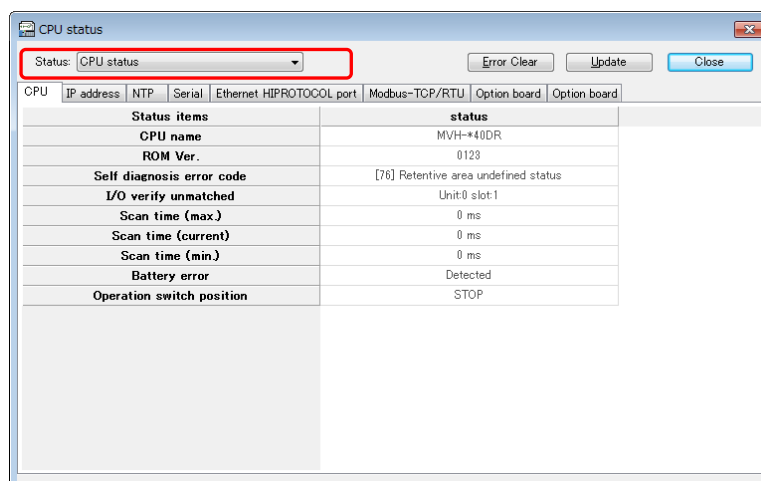 CPU status
Status: CPU status Error Clear Update Close
CPU IP address NTP Serial Ethernet HIPROTOCOL port Modbus-TCP/RTU Option board Option board
Status items status
CPU name MVH-*40DR
ROM Ver. 0123
Self diagnosis error code [76] Retentive area undefined status
I/O verify unmatched Unit:0 slot:1
Scan time (max.) 0 ms
Scan time (current) 0 ms
Scan time (min.) 0 ms
Battery error Detected
Operation switch position STOP